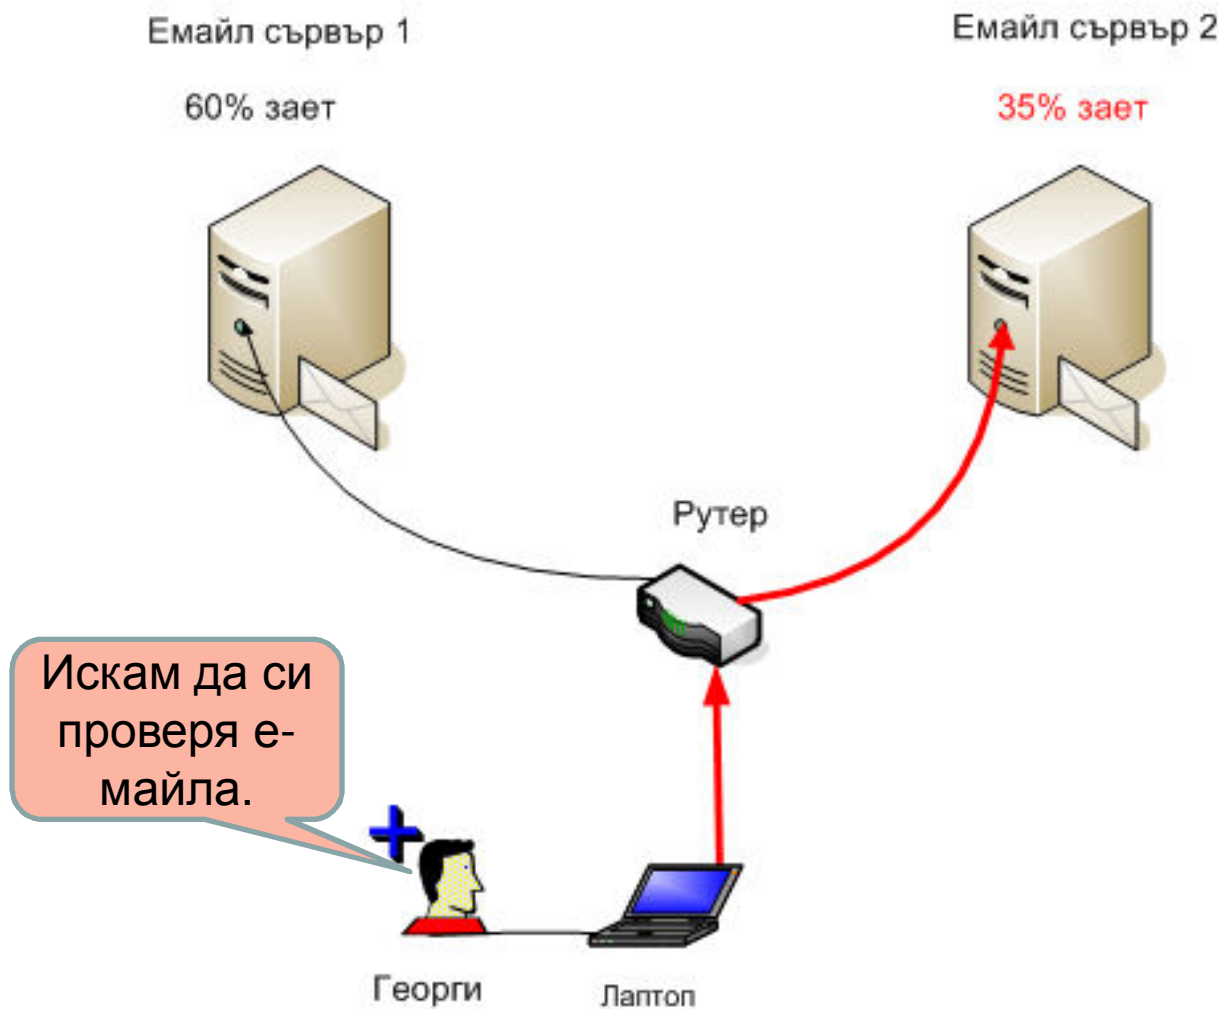 Емайл сървър 1
Емайл сървър 2
60% зает
35% зает
Рутер
Искам да си
проверя е-
майла.
Георги
Лаптоп